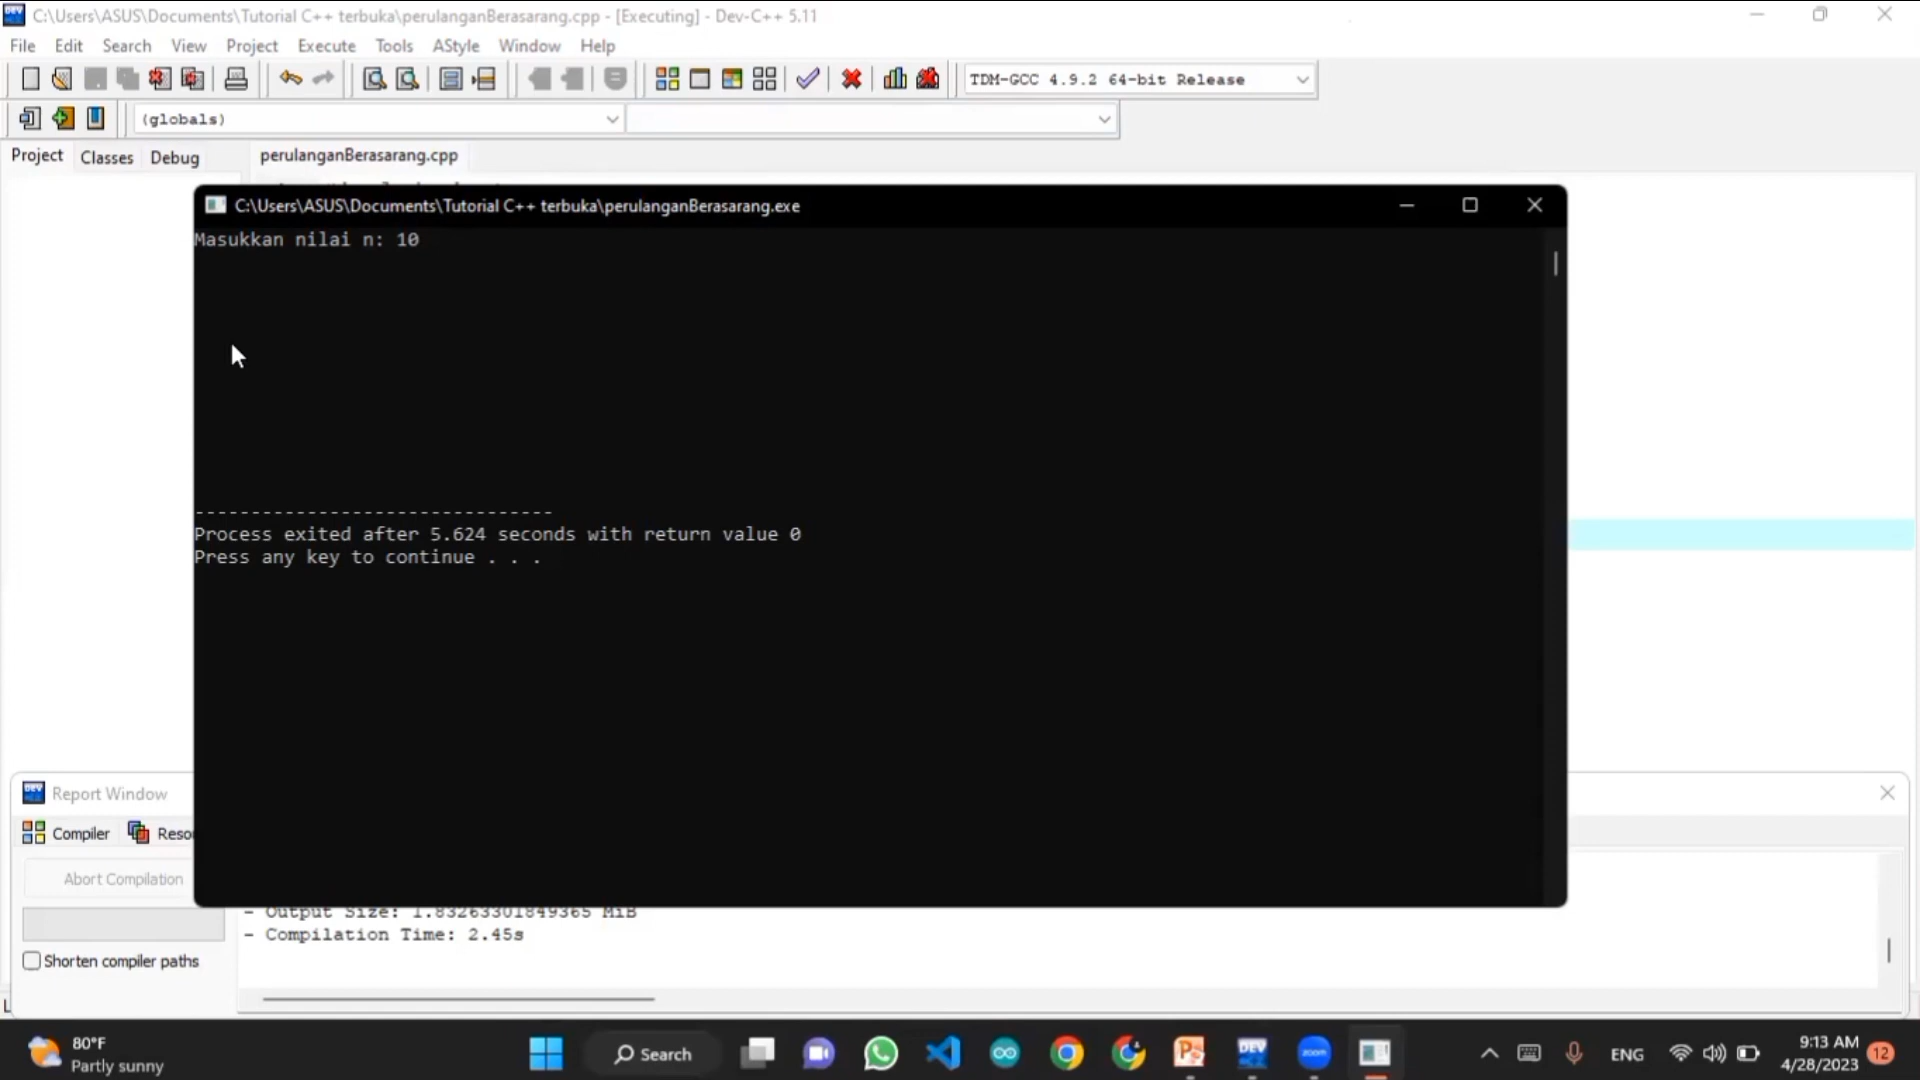 C:\Users\ASUS\Documents\Tutorial C++ terbuka\perulanganBerasarang.cpp - [Executing] - Dev-C++ 5.11
File Edit Search View Project Execute Tools AStyle Window Help
TDM-GCC 4.9.2 64-bit Release
(globals)
Project Classes Debug perulanganBerasarang.cpp
C:\Users\ASUS\Documents\Tutorial C++ terbuka\perulanganBerasarang.exe
Masukkan nilai n: 10
--------------------------------
Process exited after 5.624 seconds with return value 0
Press any key to continue . . .
Report Window
Compiler Resou
Abort Compilation
- Output Size: 1.83263301849365 MiB
- Compilation Time: 2.45s
Shorten compiler paths
80°F
Partly sunny
Search
DEV
zoom
ENG
9:13 AM
4/28/2023
12